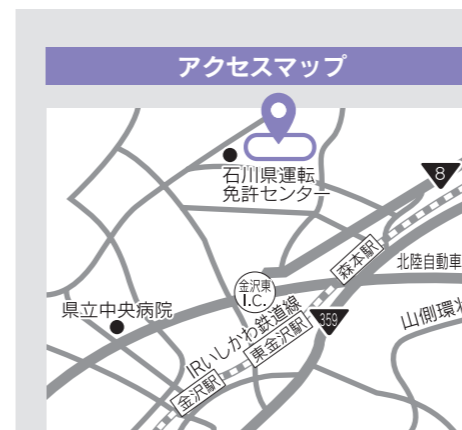 アクセスマップ
石川県運転
免許センター
8
森本駅
北陸自動車
金沢東
I.C.
県立中央病院
IRいしかわ鉄道線
359
山側環状
東金沢駅
金沢駅